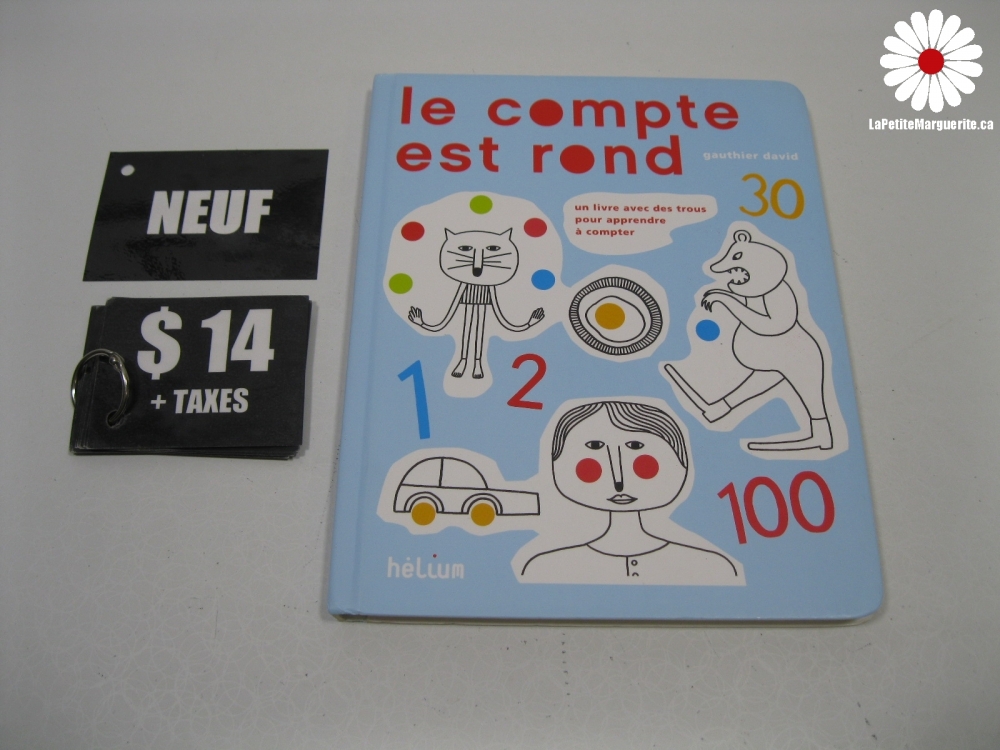 LaPetiteMarguerite.ca
NEUF
$ 14
+ TAXES
le compte
est rond
gauthier david
un livre avec des trous
pour apprendre
à compter
30
1
2
100
hélium